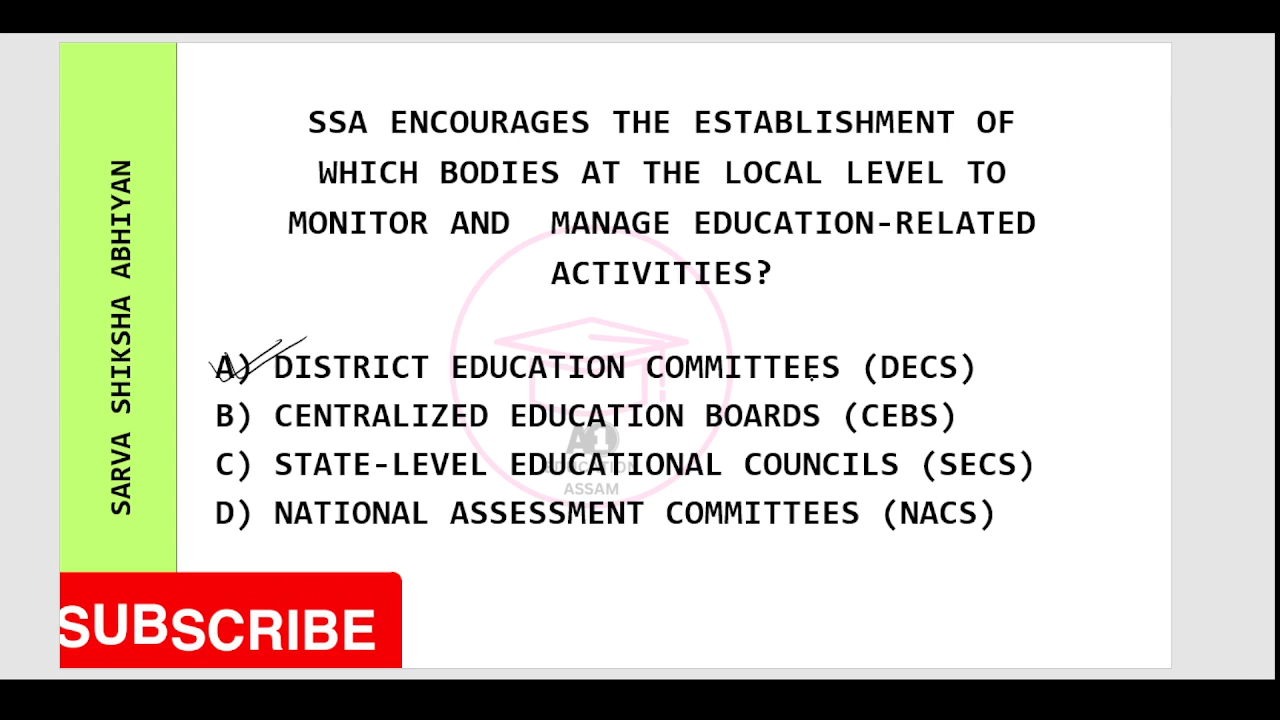 SARVA SHIKSHA ABHIYAN
SSA ENCOURAGES THE ESTABLISHMENT OF
WHICH BODIES AT THE LOCAL LEVEL TO
MONITOR AND MANAGE EDUCATION-RELATED
ACTIVITIES?
A) DISTRICT EDUCATION COMMITTEES (DECS)
B) CENTRALIZED EDUCATION BOARDS (CEBS)
C) STATE-LEVEL EDUCATIONAL COUNCILS (SECS)
D) NATIONAL ASSESSMENT COMMITTEES (NACS)
A1
EDUCATION
ASSAM
SUBSCRIBE